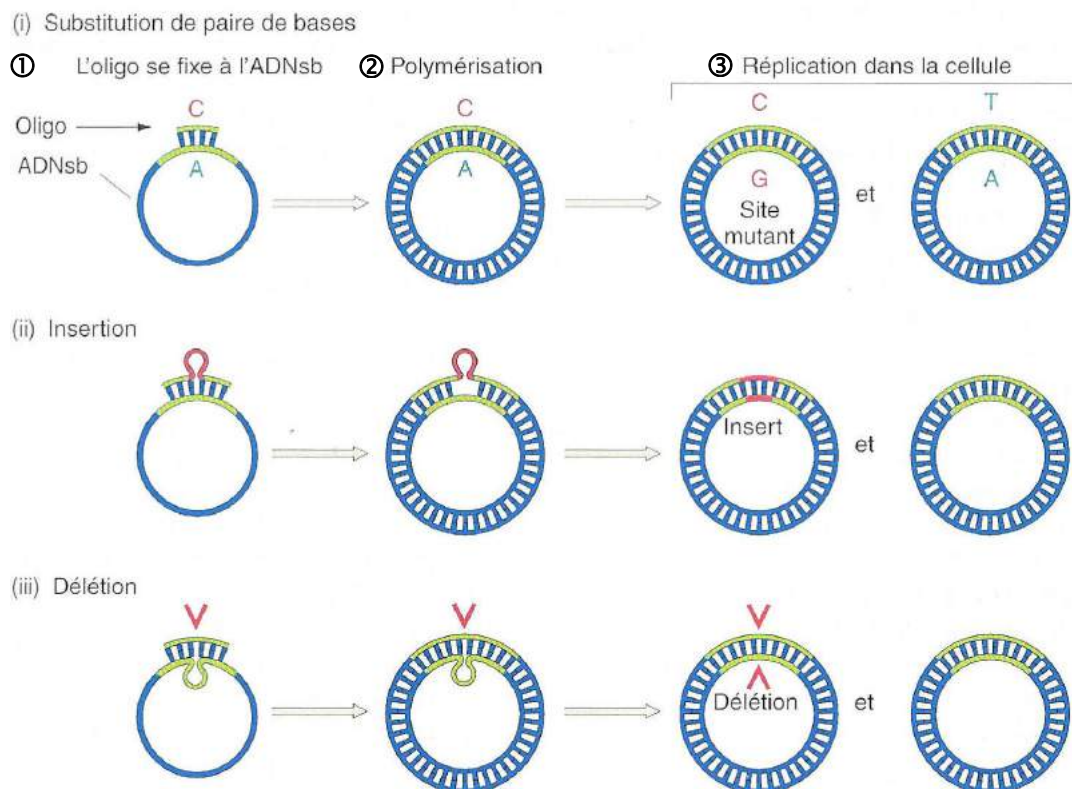 (i) Substitution de paire de bases
① L'oligo se fixe à l'ADNsb ② Polymérisation ③ Réplication dans la cellule
C C C T
Oligo
ADNsb
A A G A
Site
mutant
et
(ii) Insertion
Insert
et
(iii) Délétion
Délétion
et